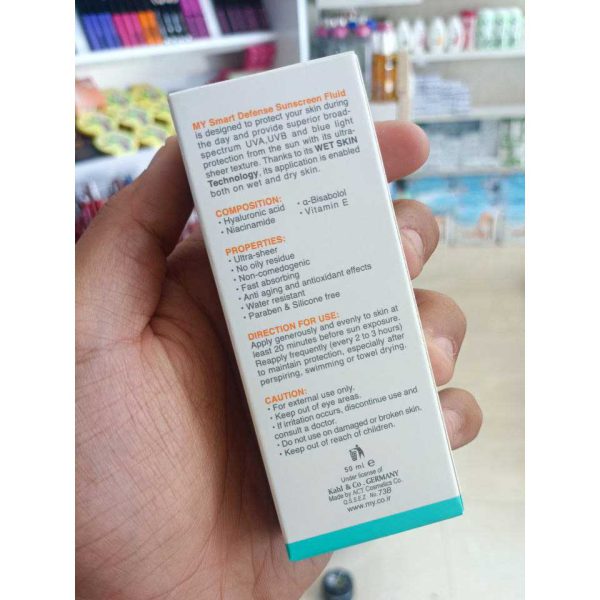 MY Smart Defense Sunscreen Fluid
is designed to protect your skin during
the day and provide superior broad-
spectrum UVA,UVB and blue light
protection from the sun with its ultra-
sheer texture. Thanks to its WET SKIN
Technology, its application is enabled
both on wet and dry skin.
COMPOSITION:
• Hyaluronic acid • α-Bisabolol
• Niacinamide • Vitamin E
PROPERTIES:
• Ultra-sheer
• No oily residue
• Non-comedogenic
• Fast absorbing
• Anti aging and antioxidant effects
• Water resistant
• Paraben & Silicone free
DIRECTION FOR USE:
Apply generously and evenly to skin at
least 20 minutes before sun exposure.
Reapply frequently (every 2 to 3 hours)
to maintain protection, especially after
perspiring, swimming or towel drying.
CAUTION:
• For external use only.
• Keep out of eye areas.
• If irritation occurs, discontinue use and
consult a doctor.
• Do not use on damaged or broken skin.
• Keep out of reach of children.
50 ml e
Under license of
Kahl & Co., GERMANY
Made by ACT Cosmetics Co.
O.S.E.E.Z No.738
www.my.co.ir